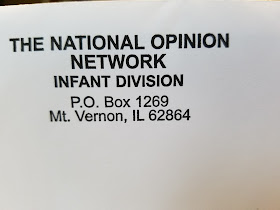 THE NATIONAL OPINION
NETWORK
INFANT DIVISION
P.O. Box 1269
Mt. Vernon, IL 62864